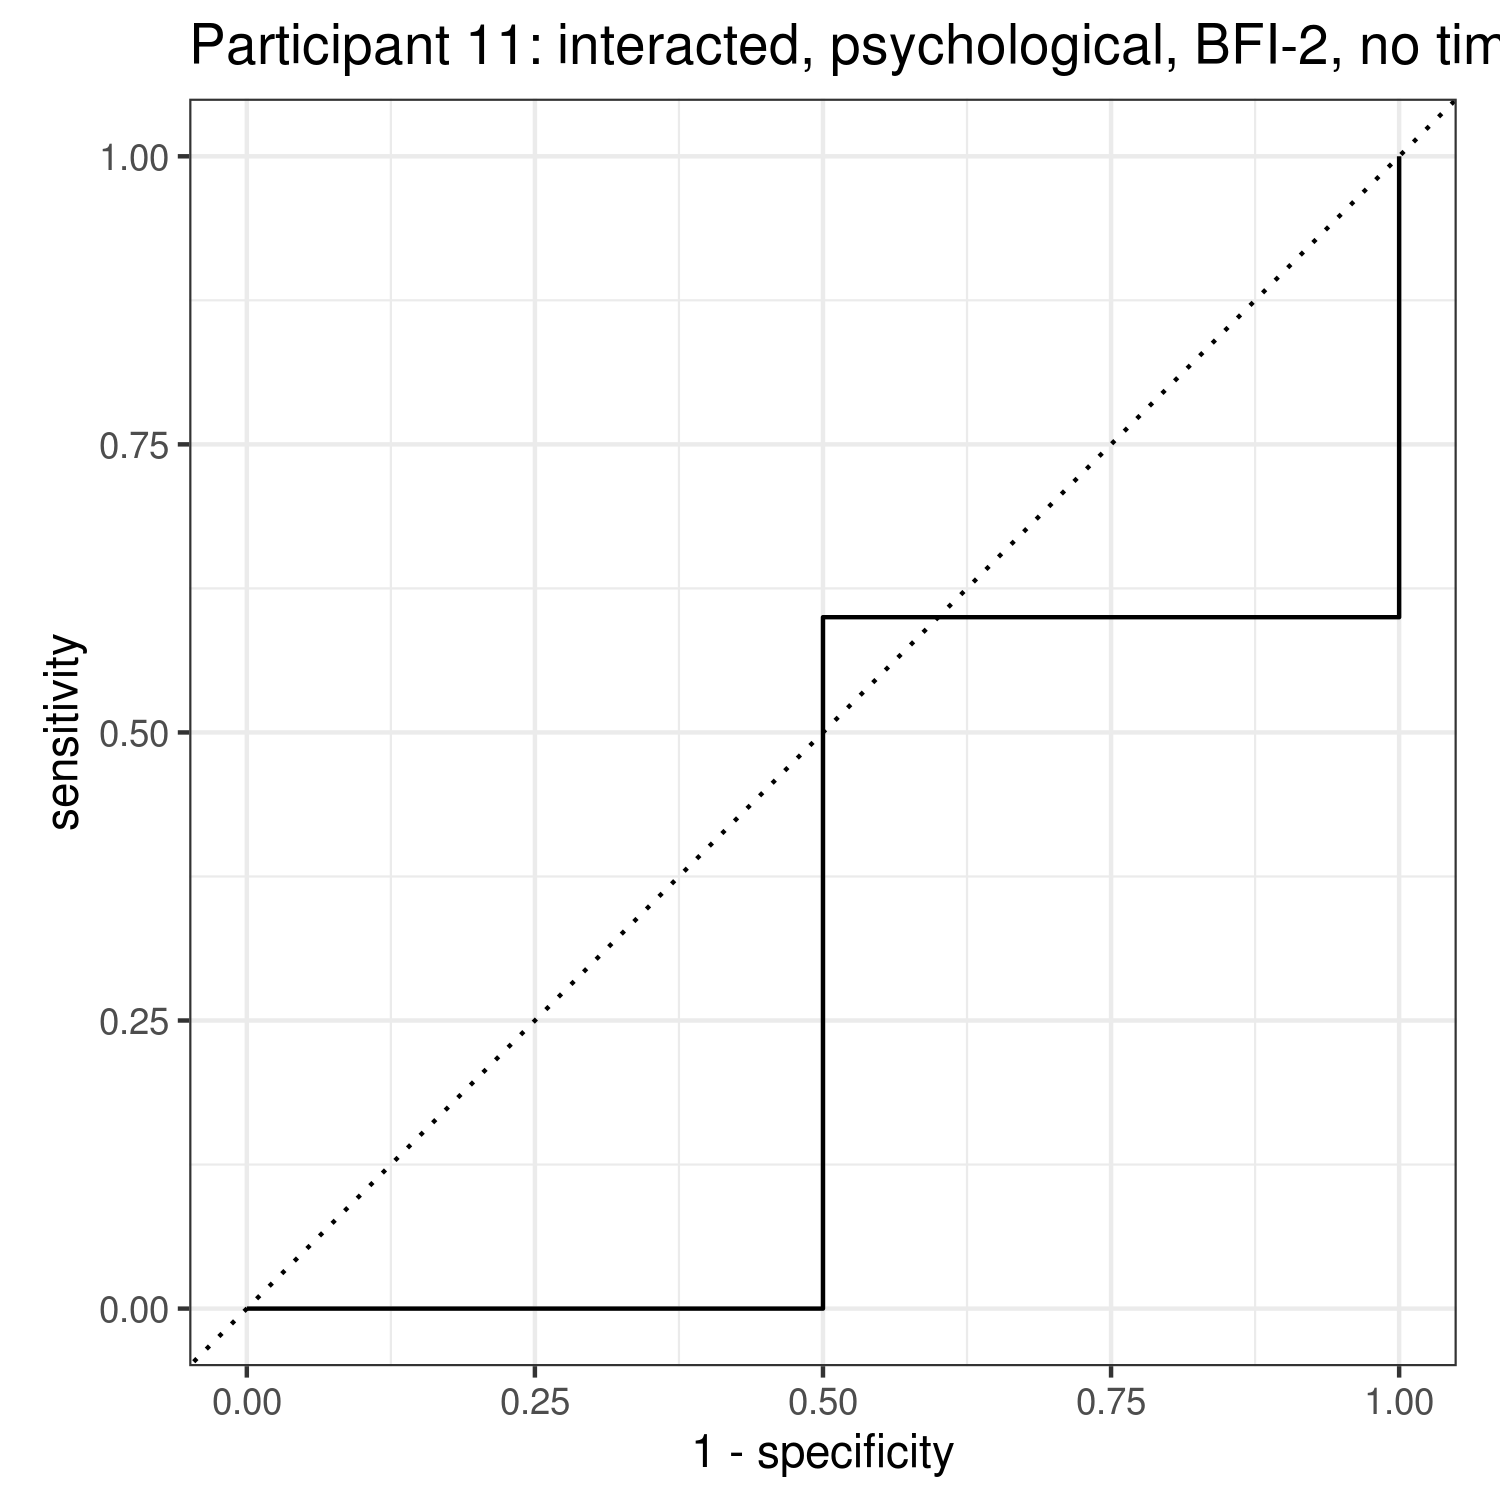 Participant 11: interacted, psychological, BFI-2, no tim
1.00
0.75
0.50
0.25
0.00
sensitivity
0.00 0.25 0.50 0.75 1.00
1 - specificity